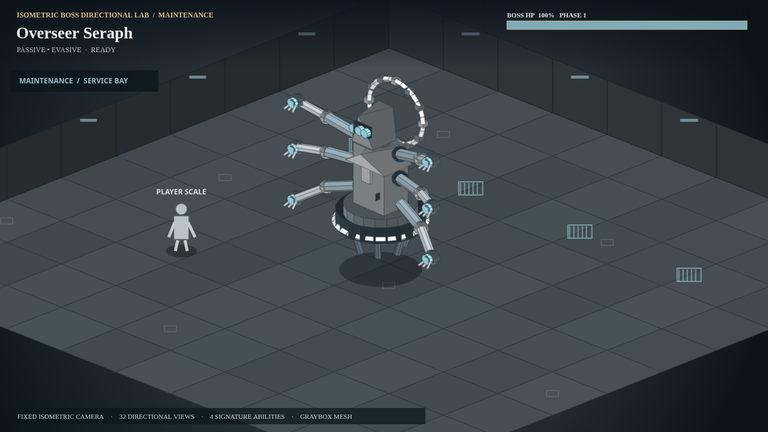 ISOMETRIC BOSS DIRECTIONAL LAB / MAINTENANCE
Overseer Seraph
PASSIVE • EVASIVE · READY
BOSS HP 100% PHASE 1
MAINTENANCE / SERVICE BAY
PLAYER SCALE
FIXED ISOMETRIC CAMERA · 32 DIRECTIONAL VIEWS · 4 SIGNATURE ABILITIES · GRAYBOX MESH